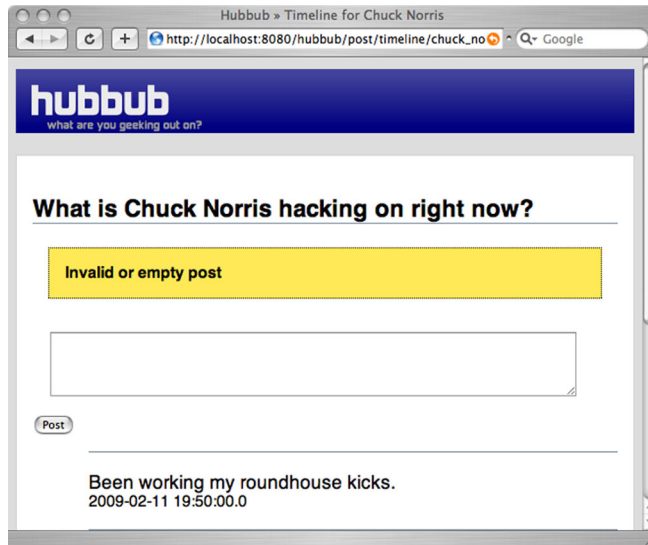 Hubbub » Timeline for Chuck Norris
http://localhost:8080/hubbub/post/timeline/chuck_no
Google
hubbub
what are you geeking out on?
What is Chuck Norris hacking on right now?
Invalid or empty post
Post
Been working my roundhouse kicks.
2009-02-11 19:50:00.0